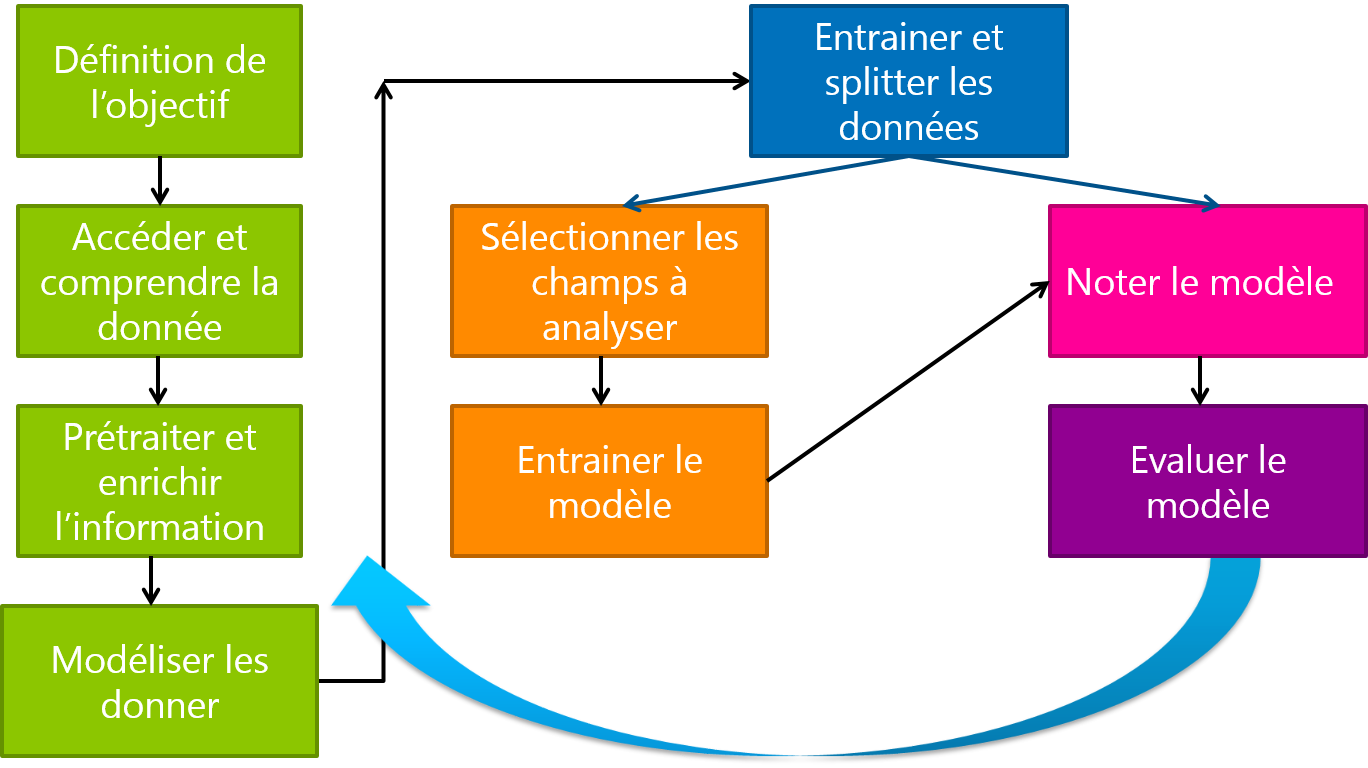 Définition de
l’objectif
Accéder et
comprendre la
donnée
Prétraiter et
enrichir
l’information
Modéliser les
donner
Entrainer et
splitter les
données
Sélectionner les
champs à
analyser
Entrainer le
modèle
Noter le modèle
Evaluer le
modèle